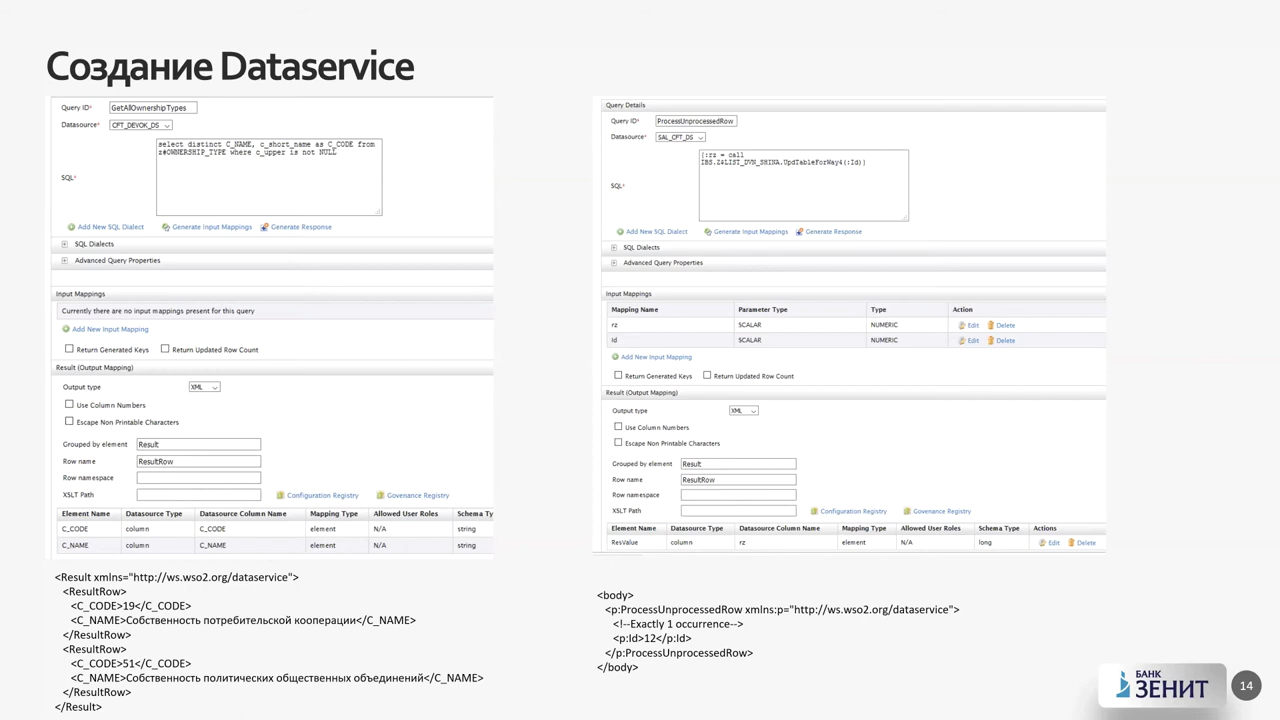 Создание Dataservice
Query ID* GetAllOwnershipTypes
Datasource* CFT_DEVOK_DS
SQL*
select distinct C_NAME, c_short_name as C_CODE from
z#OWNERSHIP_TYPE where c_upper is not NULL
Add New SQL Dialect Generate Input Mappings Generate Response
SQL Dialects
Advanced Query Properties
Input Mappings
Currently there are no input mappings present for this query
Add New Input Mapping
Return Generated Keys Return Updated Row Count
Result (Output Mapping)
Output type XML
Use Column Numbers
Escape Non Printable Characters
Grouped by element Result
Row name ResultRow
Row namespace
XSLT Path Configuration Registry Govenance Registry
Element Name Datasource Type Datasource Column Name Mapping Type Allowed User Roles Schema Ty
C_CODE column C_CODE element N/A string
C_NAME column C_NAME element N/A string
<Result xmlns="http://ws.wso2.org/dataservice">
<ResultRow>
<C_CODE>19</C_CODE>
<C_NAME>Собственность потребительской кооперации</C_NAME>
</ResultRow>
<ResultRow>
<C_CODE>51</C_CODE>
<C_NAME>Собственность политических общественных объединений</C_NAME>
</ResultRow>
</Result>
Query Details
Query ID* ProcessUnprocessedRow
Datasource* SAL_CFT_DS
SQL*
{:rz = call
IBS.Z$LIST_DVN_SHINA.UpdTableForWay4(:Id)}
Add New SQL Dialect Generate Input Mappings Generate Response
SQL Dialects
Advanced Query Properties
Input Mappings
Mapping Name Parameter Type Type Action
rz SCALAR NUMERIC Edit Delete
Id SCALAR NUMERIC Edit Delete
Add New Input Mapping
Return Generated Keys Return Updated Row Count
Result (Output Mapping)
Output type XML
Use Column Numbers
Escape Non Printable Characters
Grouped by element Result
Row name ResultRow
Row namespace
XSLT Path Configuration Registry Govenance Registry
Element Name Datasource Type Datasource Column Name Mapping Type Allowed User Roles Schema Type Actions
ResValue column rz element N/A long Edit Delete
<body>
<p:ProcessUnprocessedRow xmlns:p="http://ws.wso2.org/dataservice">
<!--Exactly 1 occurrence-->
<p:Id>12</p:Id>
</p:ProcessUnprocessedRow>
</body>
БАНК
ЗЕНИТ
14